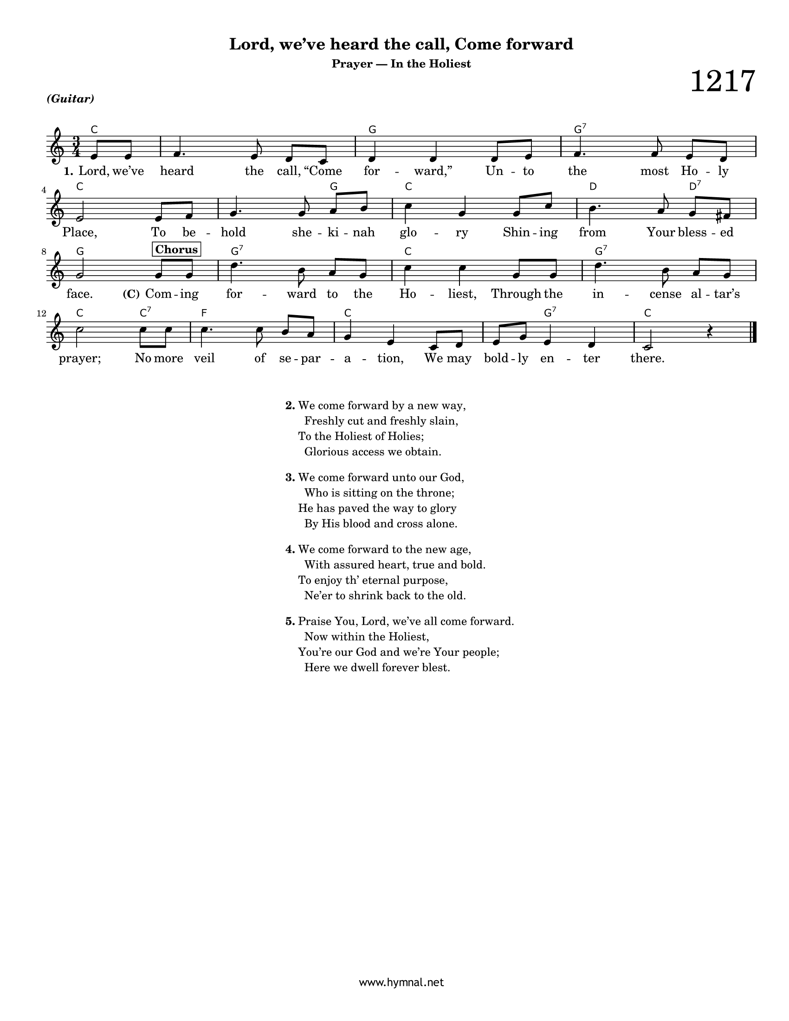 Lord, we've heard the call, Come forward
Prayer — In the Holiest
1217
(Guitar)
C G G7
1. Lord, we've heard the call, “Come for - ward,” Un - to the most Ho - ly
4 C G C D D7
Place, To be - hold she - ki - nah glo - ry Shin - ing from Your bless - ed
8 G Chorus G7 C G7
face. (C) Com - ing for - ward to the Ho - liest, Through the in - cense al - tar's
12 C C7 F C G7 C
prayer; No more veil of se - par - a - tion, We may bold - ly en - ter there.
2. We come forward by a new way,
Freshly cut and freshly slain,
To the Holiest of Holies;
Glorious access we obtain.
3. We come forward unto our God,
Who is sitting on the throne;
He has paved the way to glory
By His blood and cross alone.
4. We come forward to the new age,
With assured heart, true and bold.
To enjoy th' eternal purpose,
Ne'er to shrink back to the old.
5. Praise You, Lord, we've all come forward.
Now within the Holiest,
You're our God and we're Your people;
Here we dwell forever blest.
www.hymnal.net